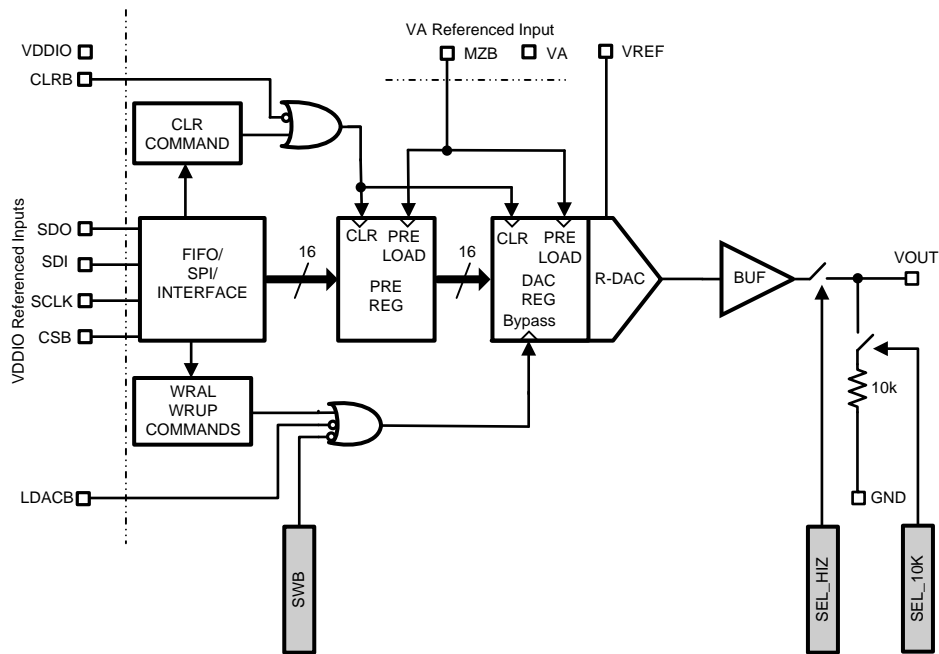 VA Referenced Input
VDDIO
MZB
VA
VREF
CLRB
CLR
COMMAND
VDDIO Referenced Inputs
SDO
SDI
SCLK
CSB
FIFO/
SPI/
INTERFACE
16
CLR
PRE
LOAD
PRE
REG
16
CLR
PRE
LOAD
DAC
REG
Bypass
R-DAC
BUF
VOUT
10k
GND
WRAL
WRUP
COMMANDS
LDACB
SWB
SEL_HIZ
SEL_10K